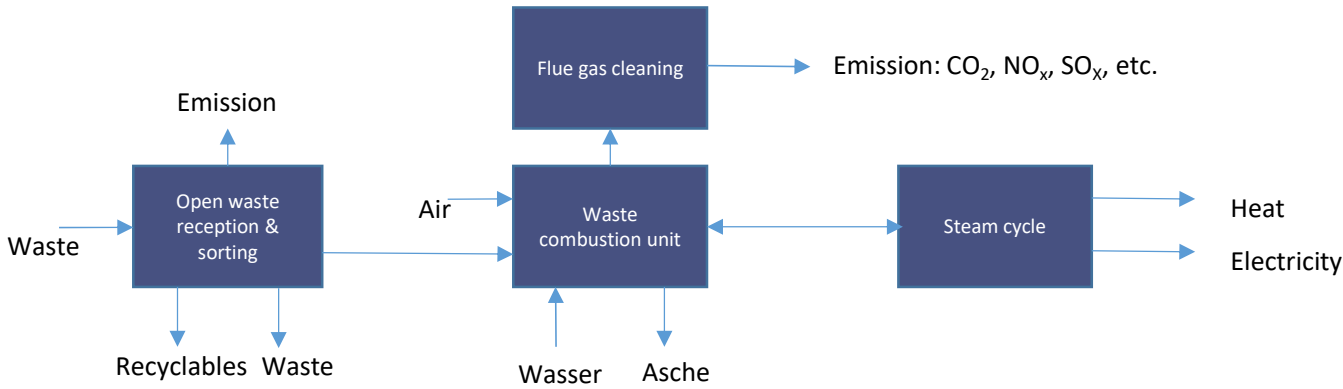 Flue gas cleaning
Emission: CO₂, NOₓ, SOₓ, etc.
Emission
Open waste
reception &
sorting
Waste
Air
Waste
combustion unit
Steam cycle
Heat
Electricity
Recyclables
Waste
Wasser
Asche